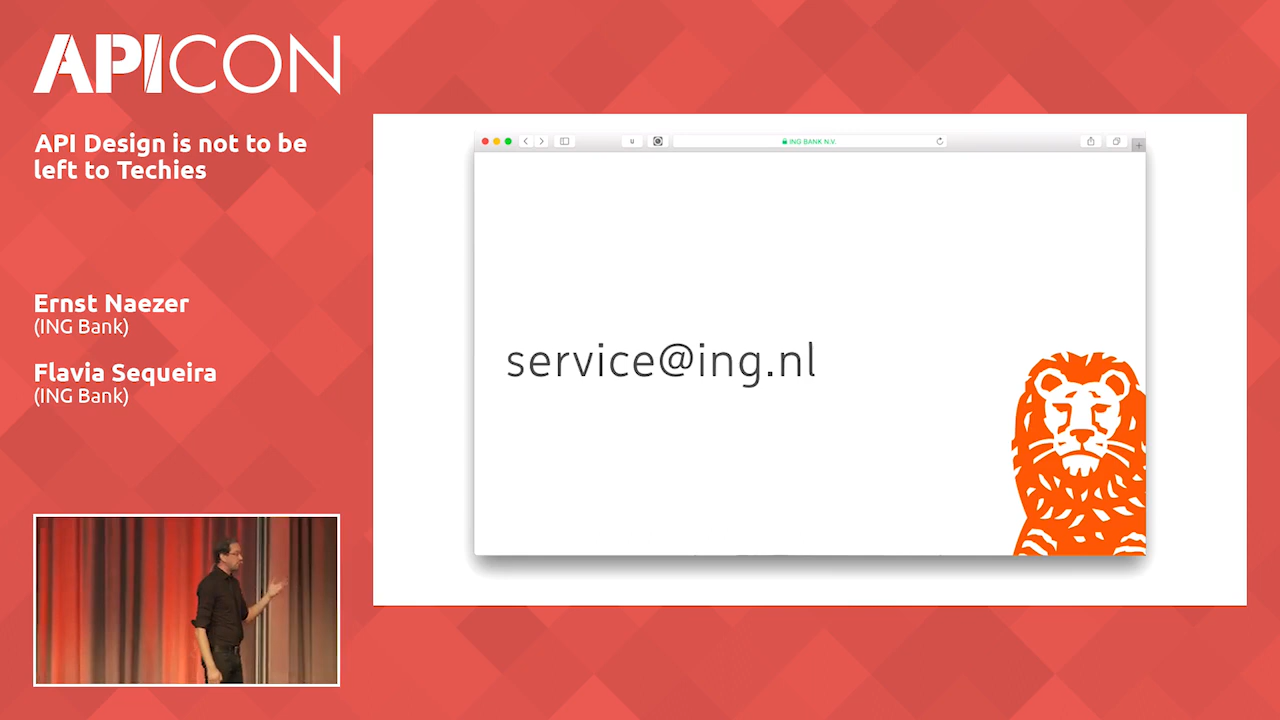 APICON
API Design is not to be
left to Techies
Ernst Naezer
(ING Bank)
Flavia Sequeira
(ING Bank)
u
ING BANK N.V.
service@ing.nl